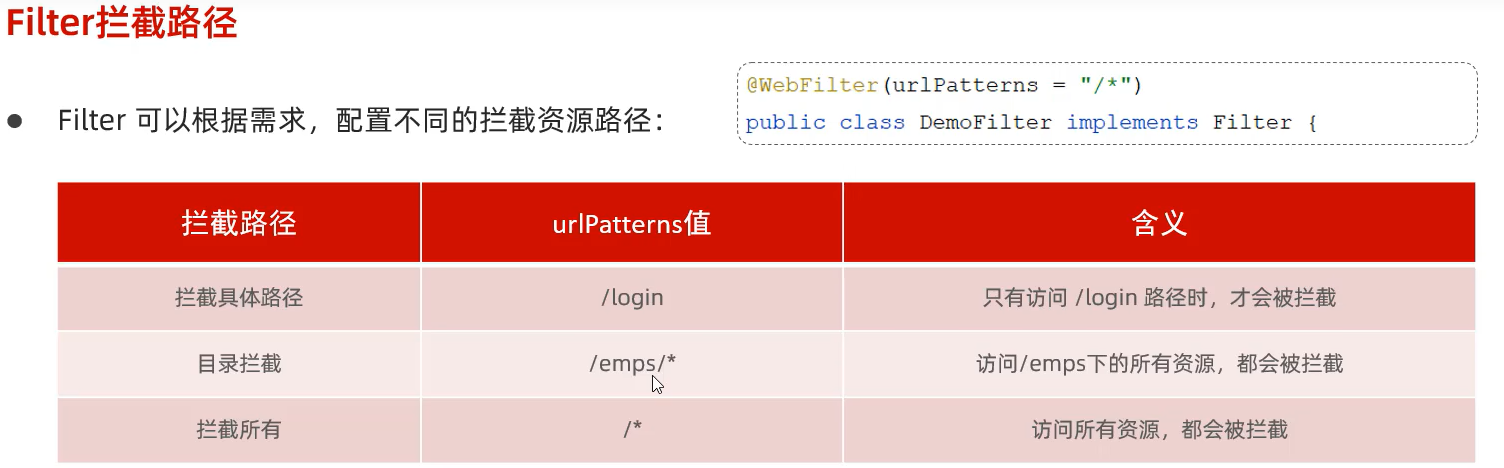 Filter拦截路径
@WebFilter(urlPatterns = "/*")
public class DemoFilter implements Filter {
● Filter 可以根据需求，配置不同的拦截资源路径：
拦截路径 urlPatterns值 含义
拦截具体路径 /login 只有访问 /login 路径时，才会被拦截
目录拦截 /emps/* 访问/emps下的所有资源，都会被拦截
拦截所有 /* 访问所有资源，都会被拦截